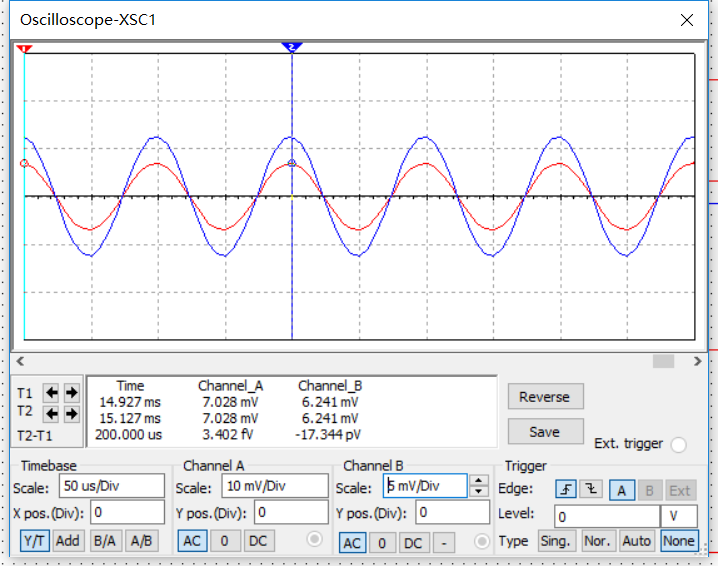 Oscilloscope-XSC1
1
2
T1
T2
T2-T1
Time Channel_A Channel_B
14.927 ms 7.028 mV 6.241 mV
15.127 ms 7.028 mV 6.241 mV
200.000 us 3.402 fV -17.344 pV
Reverse
Save
Ext. trigger
Timebase
Scale: 50 us/Div
X pos.(Div): 0
Y/T Add B/A A/B
Channel A
Scale: 10 mV/Div
Y pos.(Div): 0
AC 0 DC
Channel B
Scale: 5 mV/Div
Y pos.(Div): 0
AC 0 DC -
Trigger
Edge: A B Ext
Level: 0 V
Type Sing. Nor. Auto None